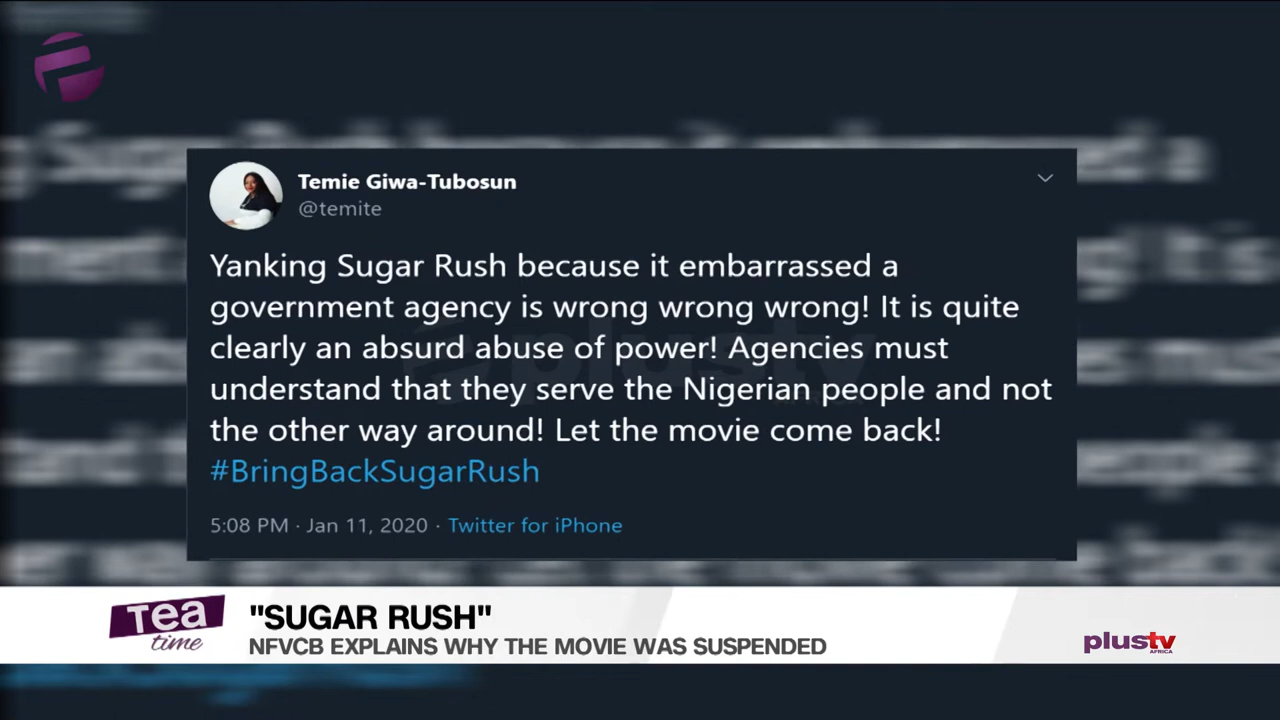 Temie Giwa-Tubosun
@temite
Yanking Sugar Rush because it embarrassed a
government agency is wrong wrong wrong! It is quite
clearly an absurd abuse of power! Agencies must
understand that they serve the Nigerian people and not
the other way around! Let the movie come back!
#BringBackSugarRush
5:08 PM · Jan 11, 2020 · Twitter for iPhone
Tea
time
"SUGAR RUSH"
NFVCB EXPLAINS WHY THE MOVIE WAS SUSPENDED
plustv
AFRICA